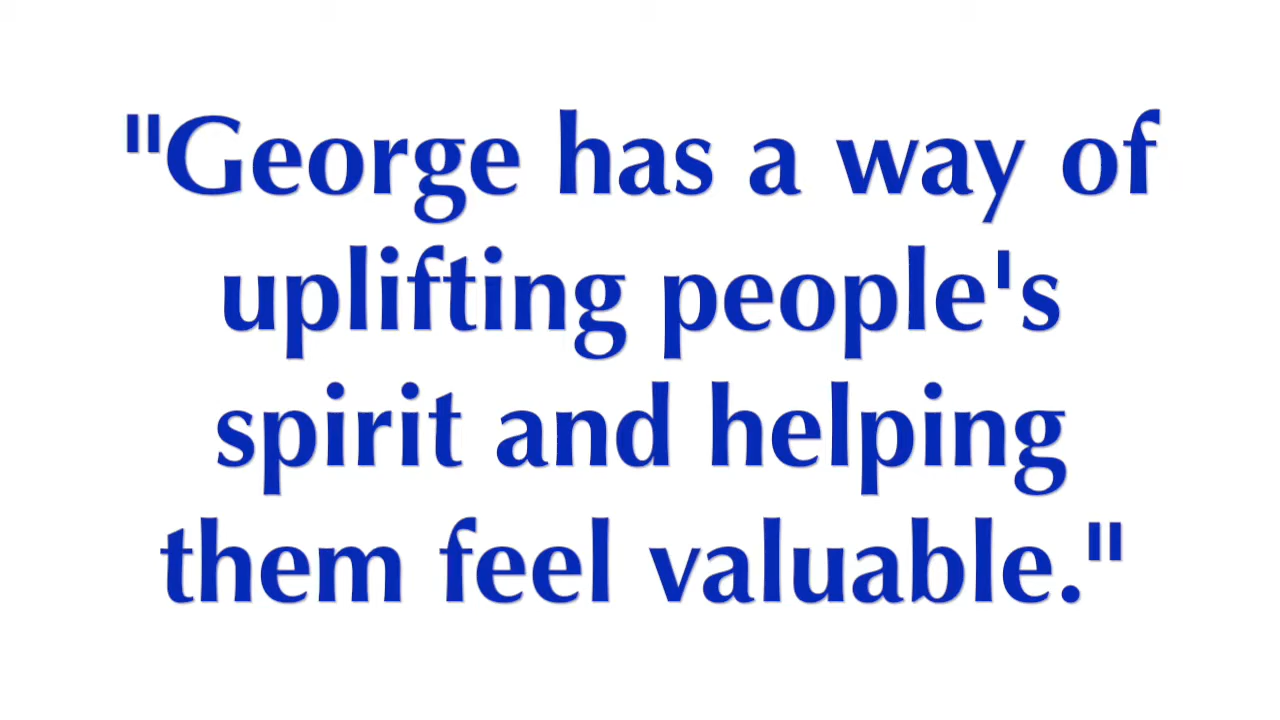 "George has a way of
uplifting people's
spirit and helping
them feel valuable."